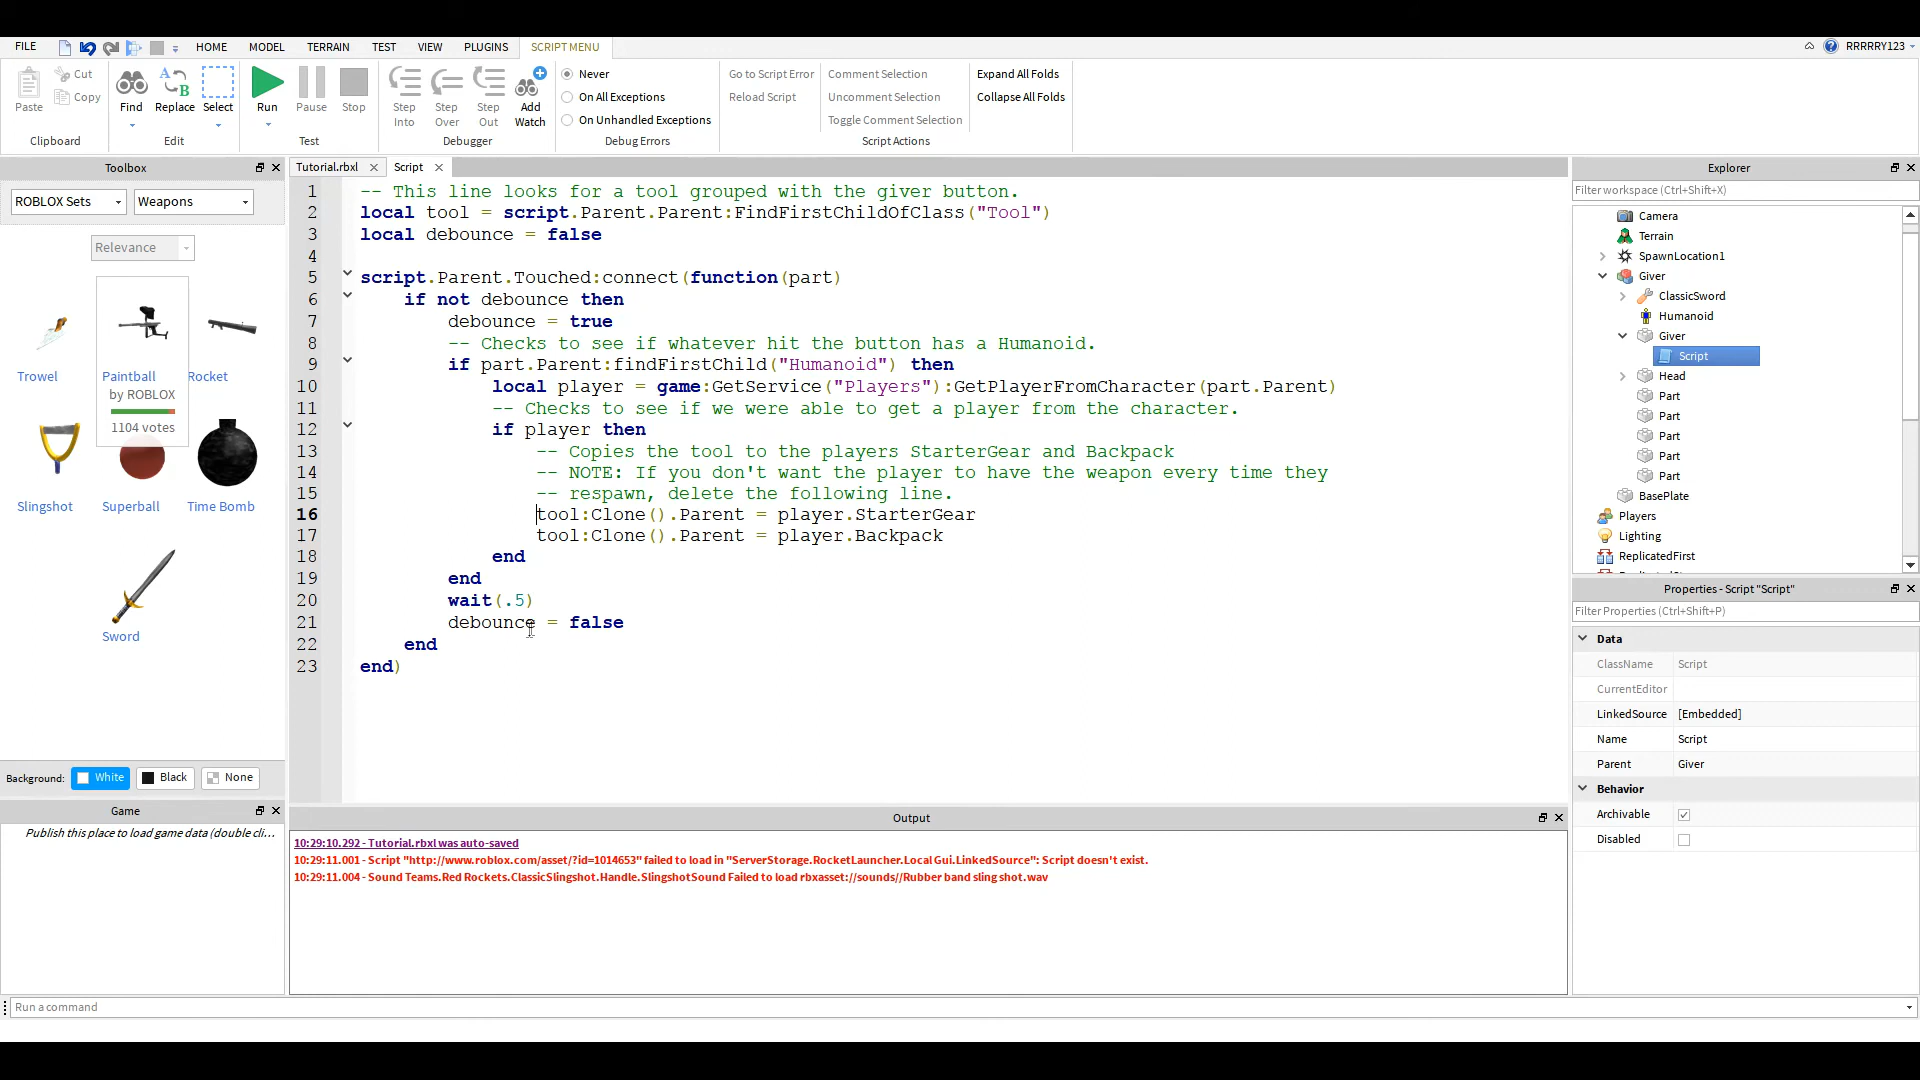 FILE HOME MODEL TERRAIN TEST VIEW PLUGINS SCRIPT MENU RRRRRY123
Paste Cut Copy
Clipboard
Find Replace Select
Edit
Run Pause Stop
Test
Step Into Step Over Step Out Add Watch
Debugger
Never
On All Exceptions
On Unhandled Exceptions
Debug Errors
Go to Script Error
Reload Script
Comment Selection
Uncomment Selection
Toggle Comment Selection
Expand All Folds
Collapse All Folds
Script Actions
Toolbox
ROBLOX Sets Weapons
Relevance
Trowel Paintball Rocket
by ROBLOX
1104 votes
Slingshot Superball Time Bomb
Sword
Background: White Black None
Game
Publish this place to load game data (double cli...
Tutorial.rbxl Script
1 -- This line looks for a tool grouped with the giver button.
2 local tool = script.Parent.Parent:FindFirstChildOfClass("Tool")
3 local debounce = false
4
5 script.Parent.Touched:connect(function(part)
6 if not debounce then
7 debounce = true
8 -- Checks to see if whatever hit the button has a Humanoid.
9 if part.Parent:findFirstChild("Humanoid") then
10 local player = game:GetService("Players"):GetPlayerFromCharacter(part.Parent)
11 -- Checks to see if we were able to get a player from the character.
12 if player then
13 -- Copies the tool to the players StarterGear and Backpack
14 -- NOTE: If you don't want the player to have the weapon every time they
15 -- respawn, delete the following line.
16 tool:Clone().Parent = player.StarterGear
17 tool:Clone().Parent = player.Backpack
18 end
19 end
20 wait(.5)
21 debounce = false
22 end
23 end)
Output
10:29:10.292 - Tutorial.rbxl was auto-saved
10:29:11.001 - Script "http://www.roblox.com/asset/?id=1014653" failed to load in "ServerStorage.RocketLauncher.Local Gui.LinkedSource": Script doesn't exist.
10:29:11.004 - Sound Teams.Red Rockets.ClassicSlingshot.Handle.SlingshotSound Failed to load rbxasset://sounds//Rubber band sling shot.wav
Explorer
Filter workspace (Ctrl+Shift+X)
Camera
Terrain
SpawnLocation1
Giver
ClassicSword
Humanoid
Giver
Script
Head
Part
Part
Part
Part
Part
BasePlate
Players
Lighting
ReplicatedFirst
Properties - Script "Script"
Filter Properties (Ctrl+Shift+P)
Data
ClassName Script
CurrentEditor
LinkedSource [Embedded]
Name Script
Parent Giver
Behavior
Archivable
Disabled
Run a command